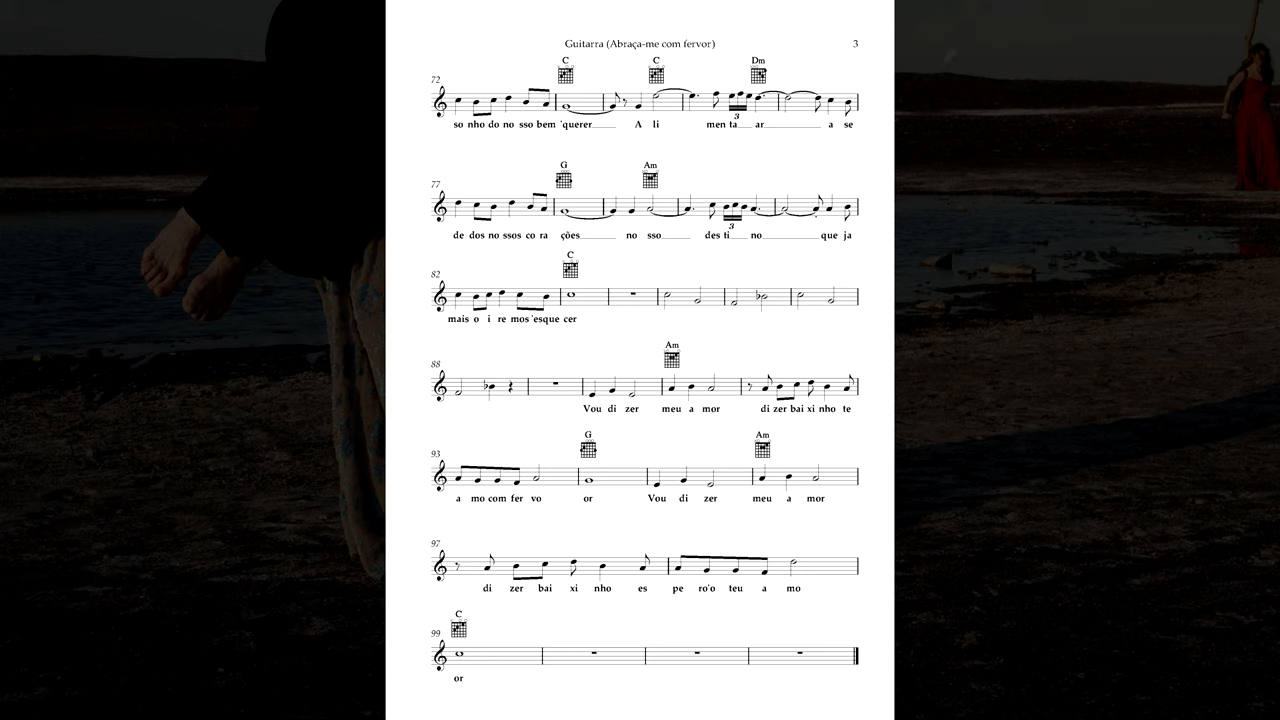 Guitarra (Abraça-me com fervor) 3
C C Dm
72
so nho do no sso bem 'querer A li men ta ar a se
G Am
77
de dos no ssos co ra ções no sso des ti no que ja
C
82
mais o i re mos 'esque cer
Am
88
Vou di zer meu a mor di zer bai xi nho te
G Am
93
a mo com fer vo or Vou di zer meu a mor
97
di zer bai xi nho es pe ro'o teu a mo
C
99
or